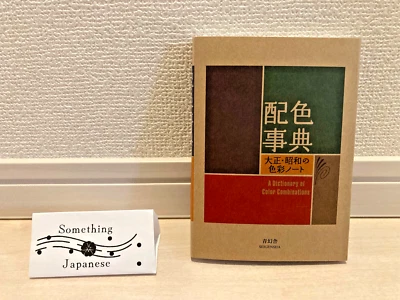 Something
Japanese
配色
事典
大正・昭和の
色彩ノート
A Dictionary of
Color Combinations
青幻舎